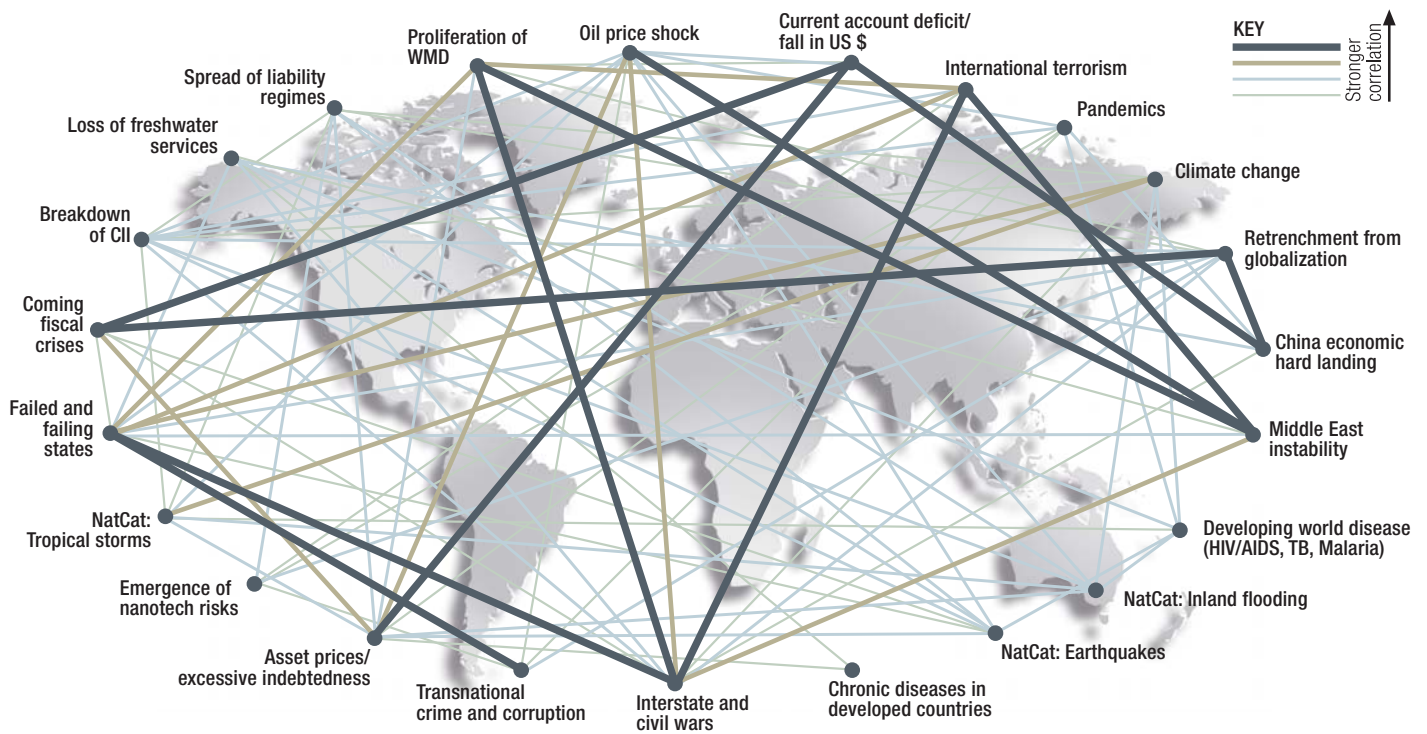 Current account deficit/
fall in US $
Oil price shock
Proliferation of
WMD
KEY
Stronger
correlation
International terrorism
Spread of liability
regimes
Pandemics
Loss of freshwater
services
Climate change
Breakdown
of CII
Retrenchment from
globalization
Coming
fiscal
crises
China economic
hard landing
Failed and
failing
states
Middle East
instability
NatCat:
Tropical storms
Developing world disease
(HIV/AIDS, TB, Malaria)
Emergence of
nanotech risks
NatCat: Inland flooding
Asset prices/
excessive indebtedness
NatCat: Earthquakes
Transnational
crime and corruption
Interstate and
civil wars
Chronic diseases in
developed countries